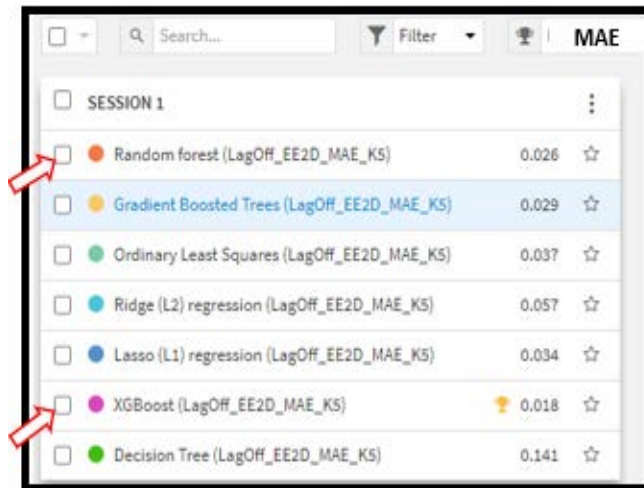 Search... Filter MAE
SESSION 1
Random forest (LagOff_EE2D_MAE_K5) 0.026
Gradient Boosted Trees (LagOff_EE2D_MAE_K5) 0.029
Ordinary Least Squares (LagOff_EE2D_MAE_K5) 0.037
Ridge (L2) regression (LagOff_EE2D_MAE_K5) 0.057
Lasso (L1) regression (LagOff_EE2D_MAE_K5) 0.034
XGBoost (LagOff_EE2D_MAE_K5) 0.018
Decision Tree (LagOff_EE2D_MAE_K5) 0.141